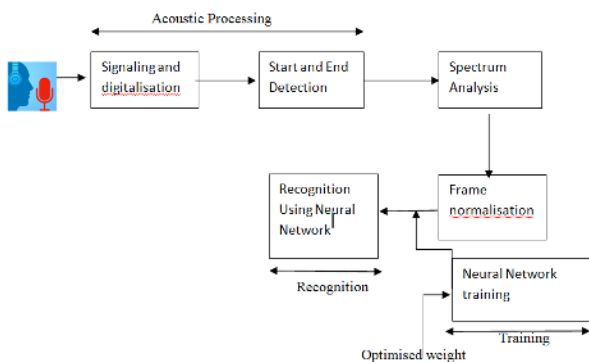 Acoustic Processing
Signaling and
digitalisation
Start and End
Detection
Spectrum
Analysis
Recognition
Using Neural
Network
Frame
normalisation
Recognition
Neural Network
training
Training
Optimised weight